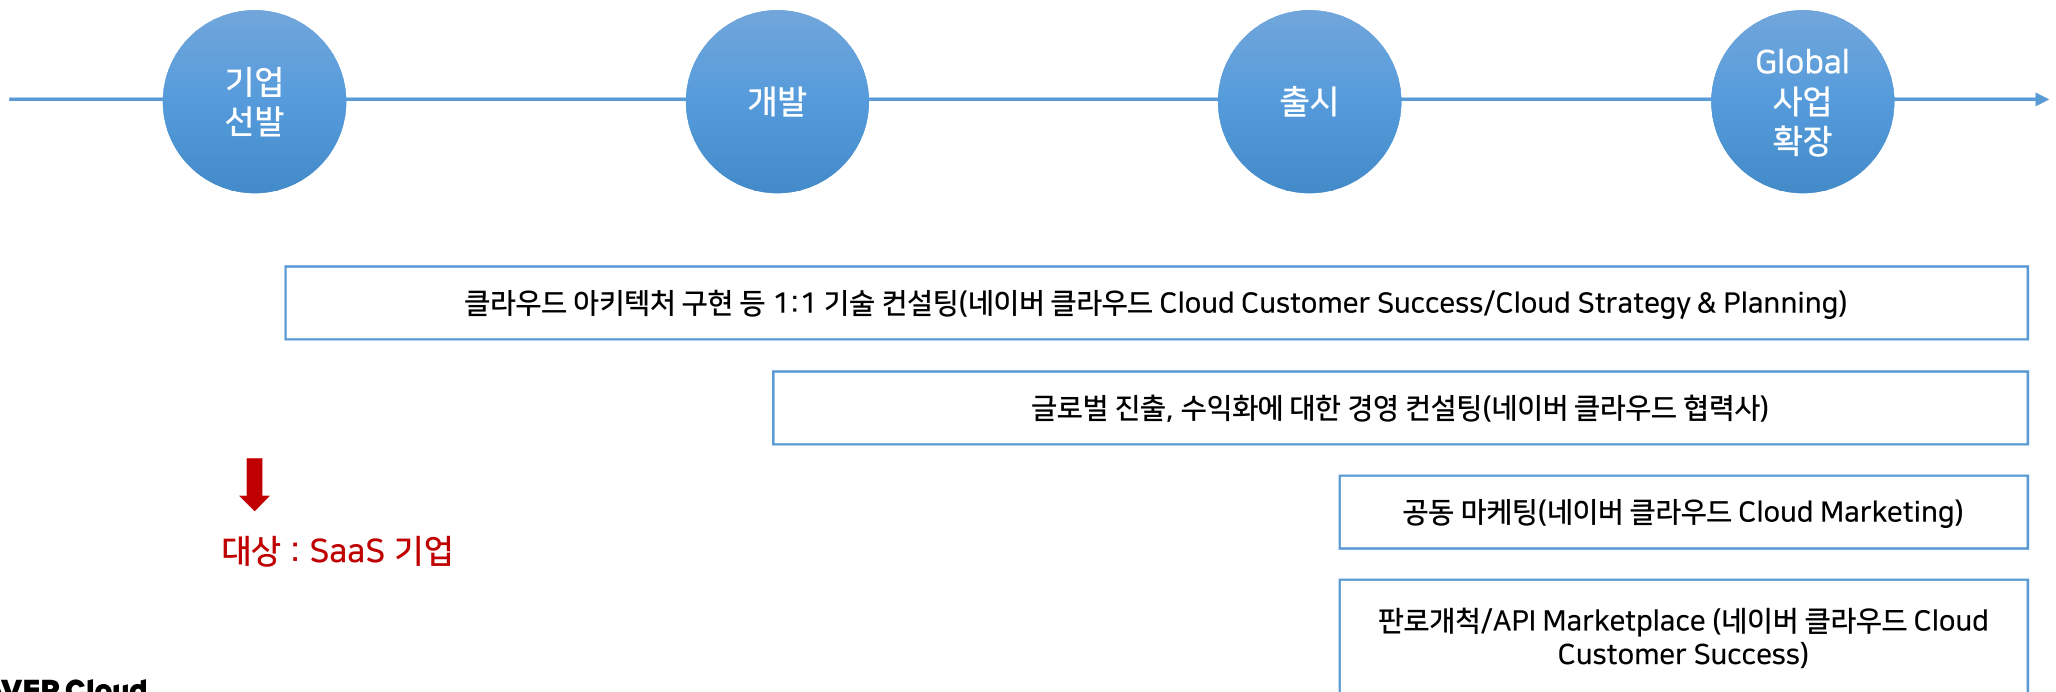 기업
선발
개발
출시
Global
사업
확장
클라우드 아키텍처 구현 등 1:1 기술 컨설팅(네이버 클라우드 Cloud Customer Success/Cloud Strategy & Planning)
글로벌 진출, 수익화에 대한 경영 컨설팅(네이버 클라우드 협력사)
공동 마케팅(네이버 클라우드 Cloud Marketing)
대상 : SaaS 기업
판로개척/API Marketplace (네이버 클라우드 Cloud
Customer Success)
Cloud